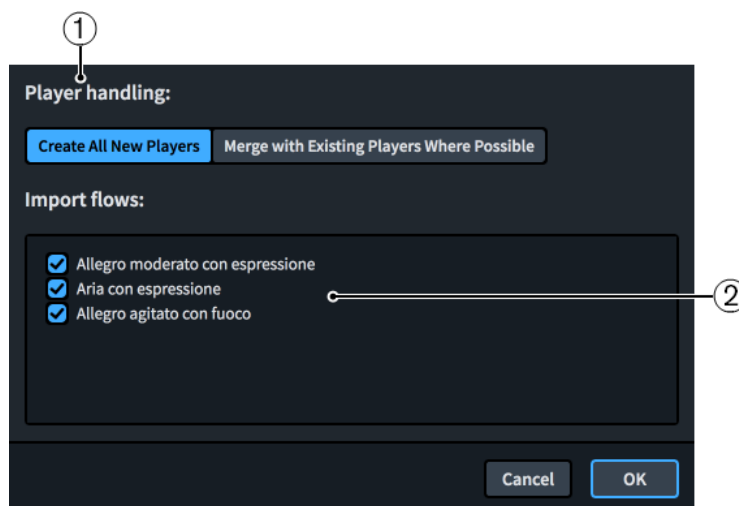 1
Player handling:
Create All New Players Merge with Existing Players Where Possible
Import flows:
Allegro moderato con espressione
Aria con espressione
2
Allegro agitato con fuoco
Cancel OK